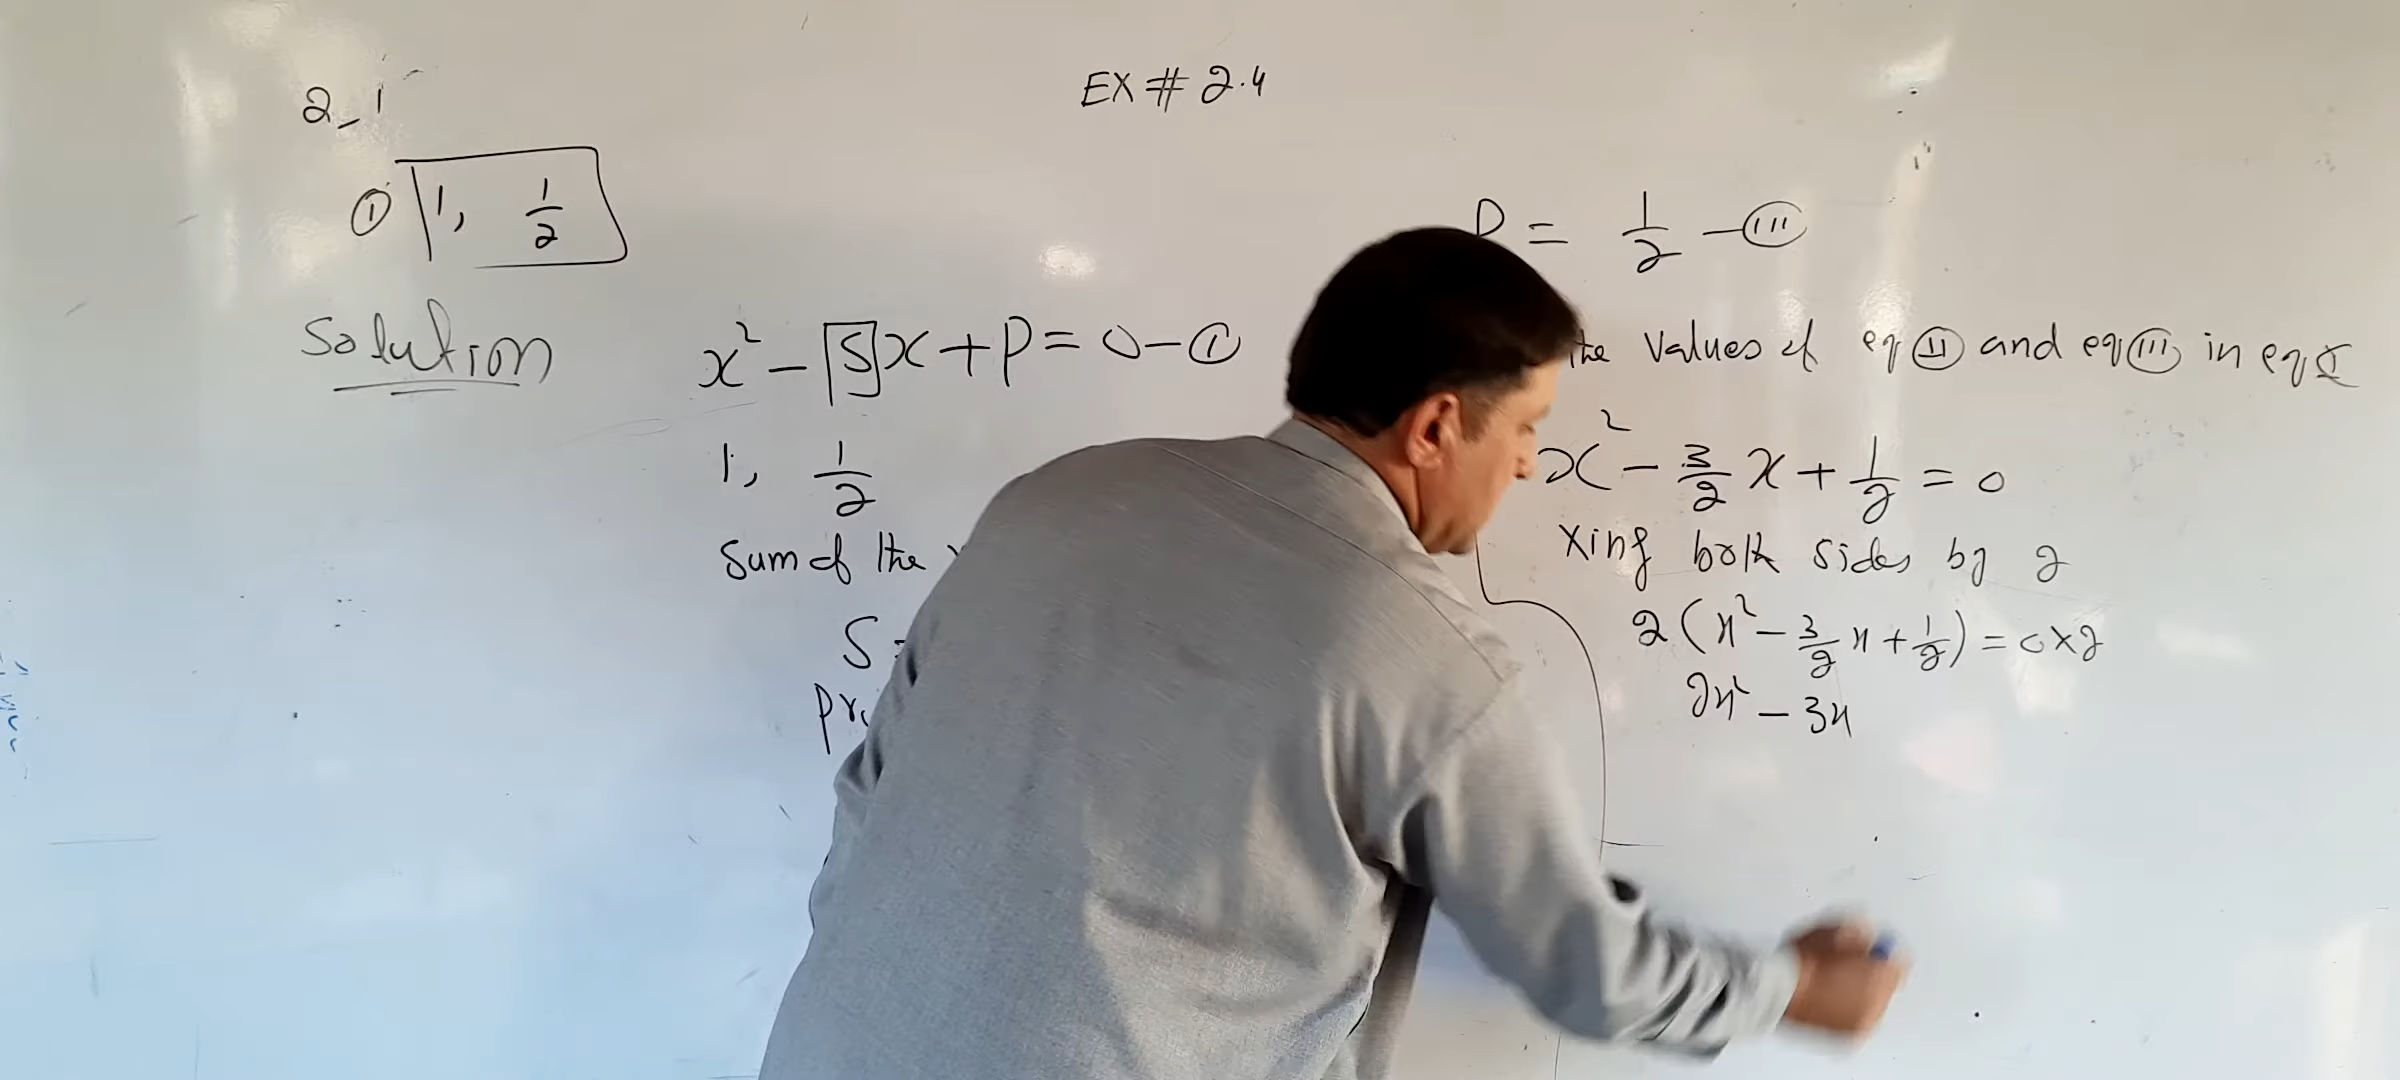 EX # 2.4
2_1
① 1, 1/2
Solution
x² - Sx + P = 0 - ①
1, 1/2
Sum of the
S =
P = 1/2 - (III)
the values of eq (II) and eq (III) in eq I
x² - 3/2 x + 1/2 = 0
Xing both sides by 2
2(x² - 3/2 x + 1/2) = 0x2
2x² - 3x